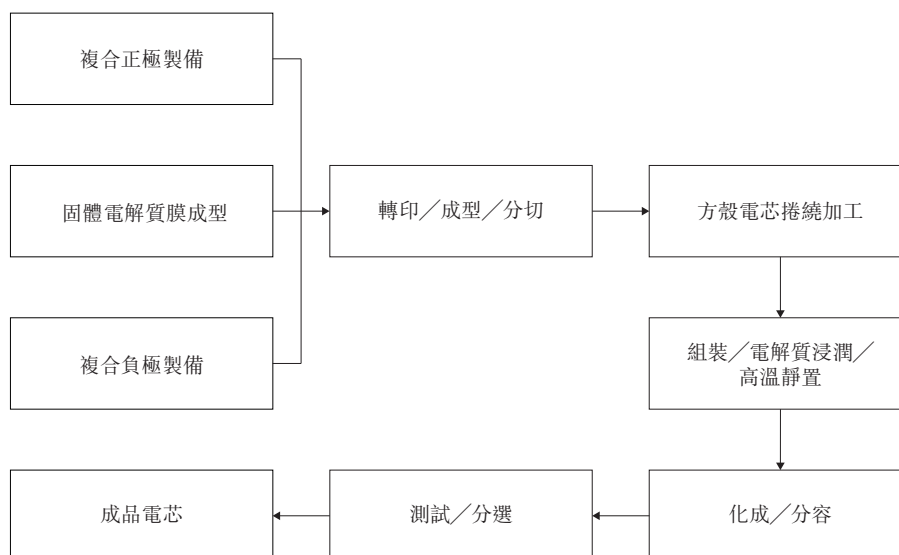 複合正極製備
固體電解質膜成型
轉印╱成型╱分切
方殼電芯捲繞加工
複合負極製備
組裝╱電解質浸潤╱
高溫靜置
成品電芯
測試╱分選
化成╱分容